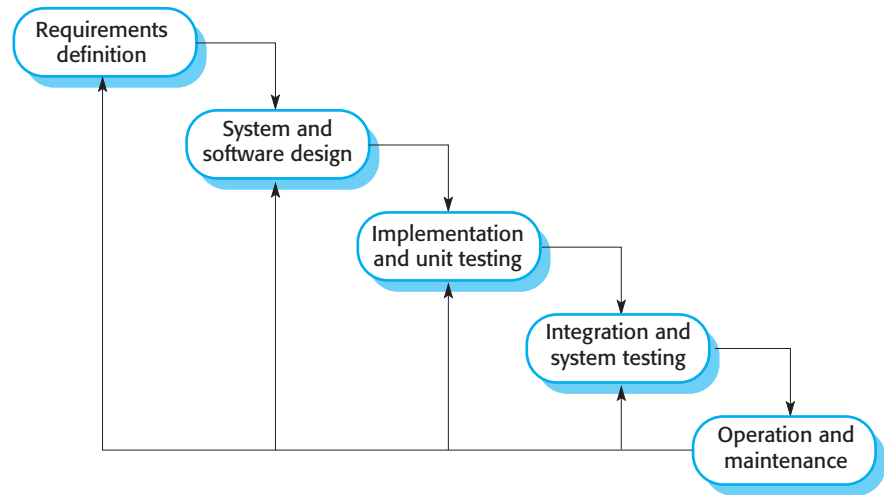 Requirements
definition
System and
software design
Implementation
and unit testing
Integration and
system testing
Operation and
maintenance